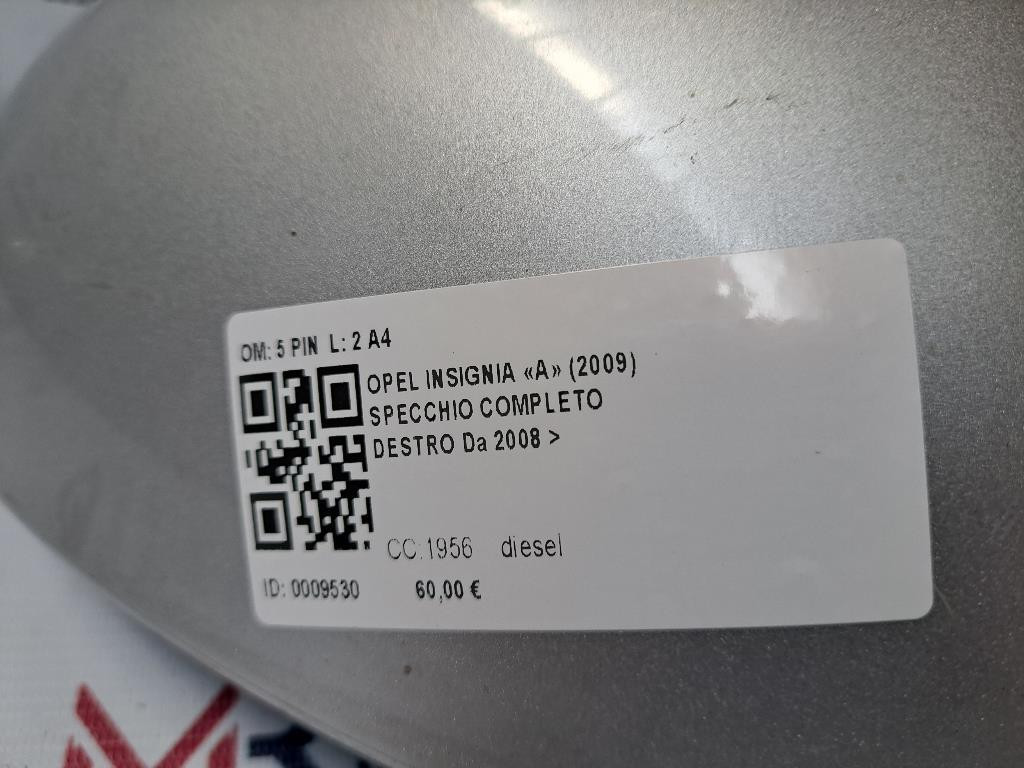 OM: 5 PIN L: 2 A4
OPEL INSIGNIA «A» (2009)
SPECCHIO COMPLETO
DESTRO Da 2008 >
CC:1956 diesel
ID: 0009530 60,00 €